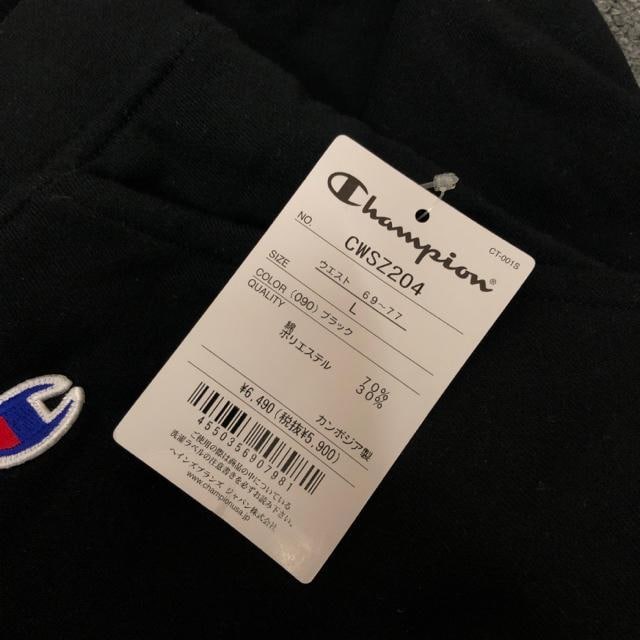 Champion®
CT-001S
NO. CWSZ204
SIZE ウエスト 69～77
L
COLOR (090) ブラック
QUALITY
綿 70%
ポリエステル 30%
カンボジア製
¥6,490(税抜¥5,900)
4550356907981
ご使用の際は商品の中についている
洗濯ラベルの注意書きをお読み下さい。
ヘインズブランズ ジャパン株式会社
www.championusa.jp